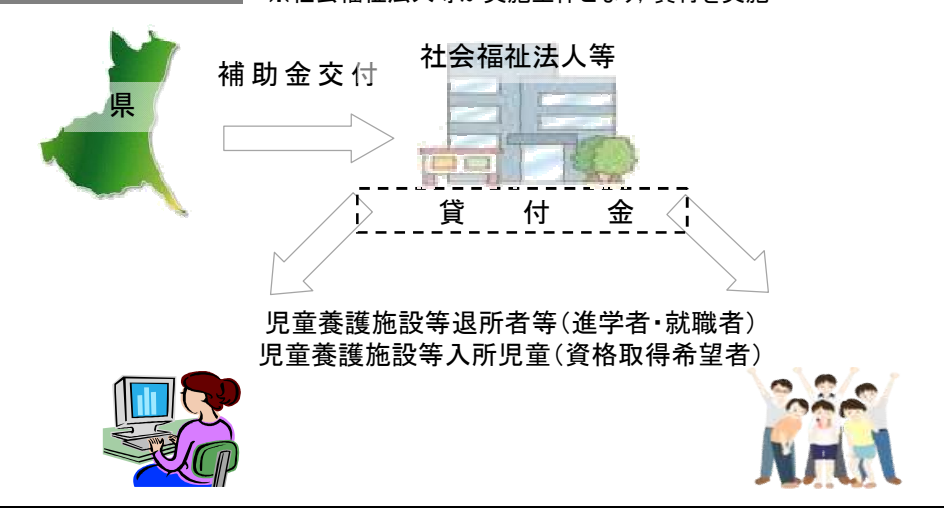 補助金交付
社会福祉法人等
県
貸付金
児童養護施設等退所者等(進学者・就職者)
児童養護施設等入所児童(資格取得希望者)